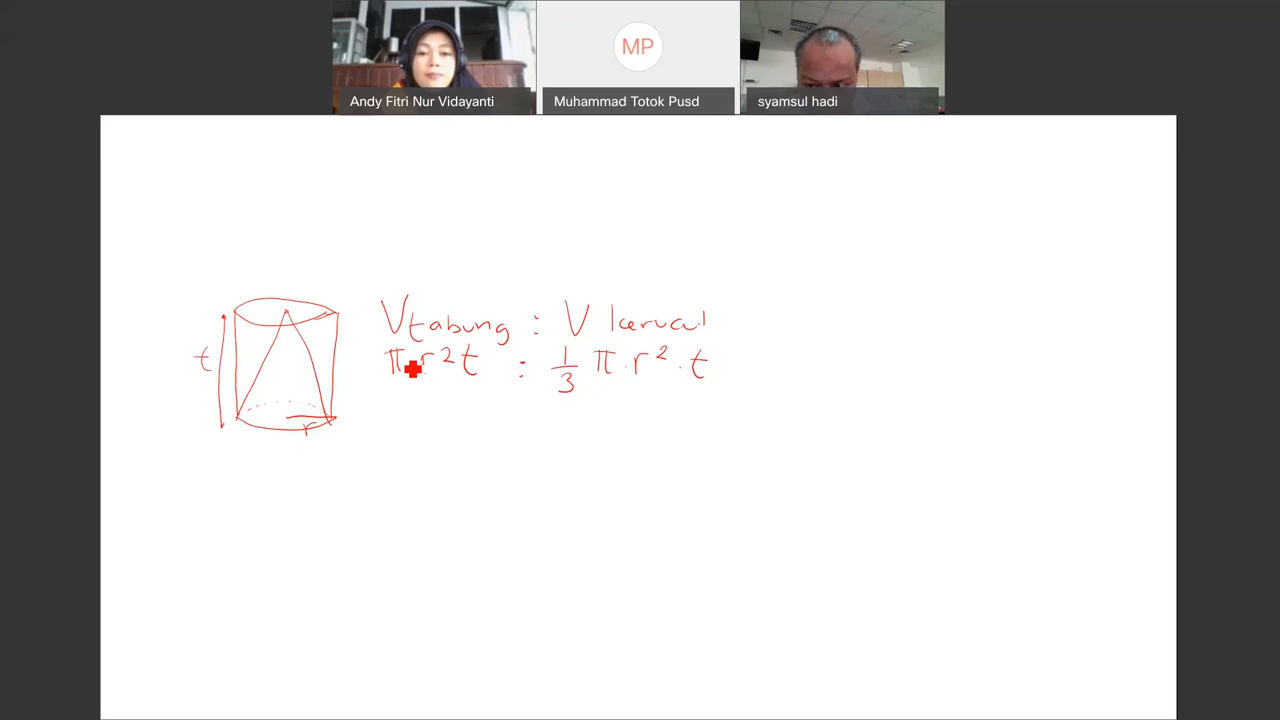 Andy Fitri Nur Vidayanti
MP
Muhammad Totok Pusd
syamsul hadi
V tabung : V kerucut
π . r² t : 1/3 π . r² . t
t
r